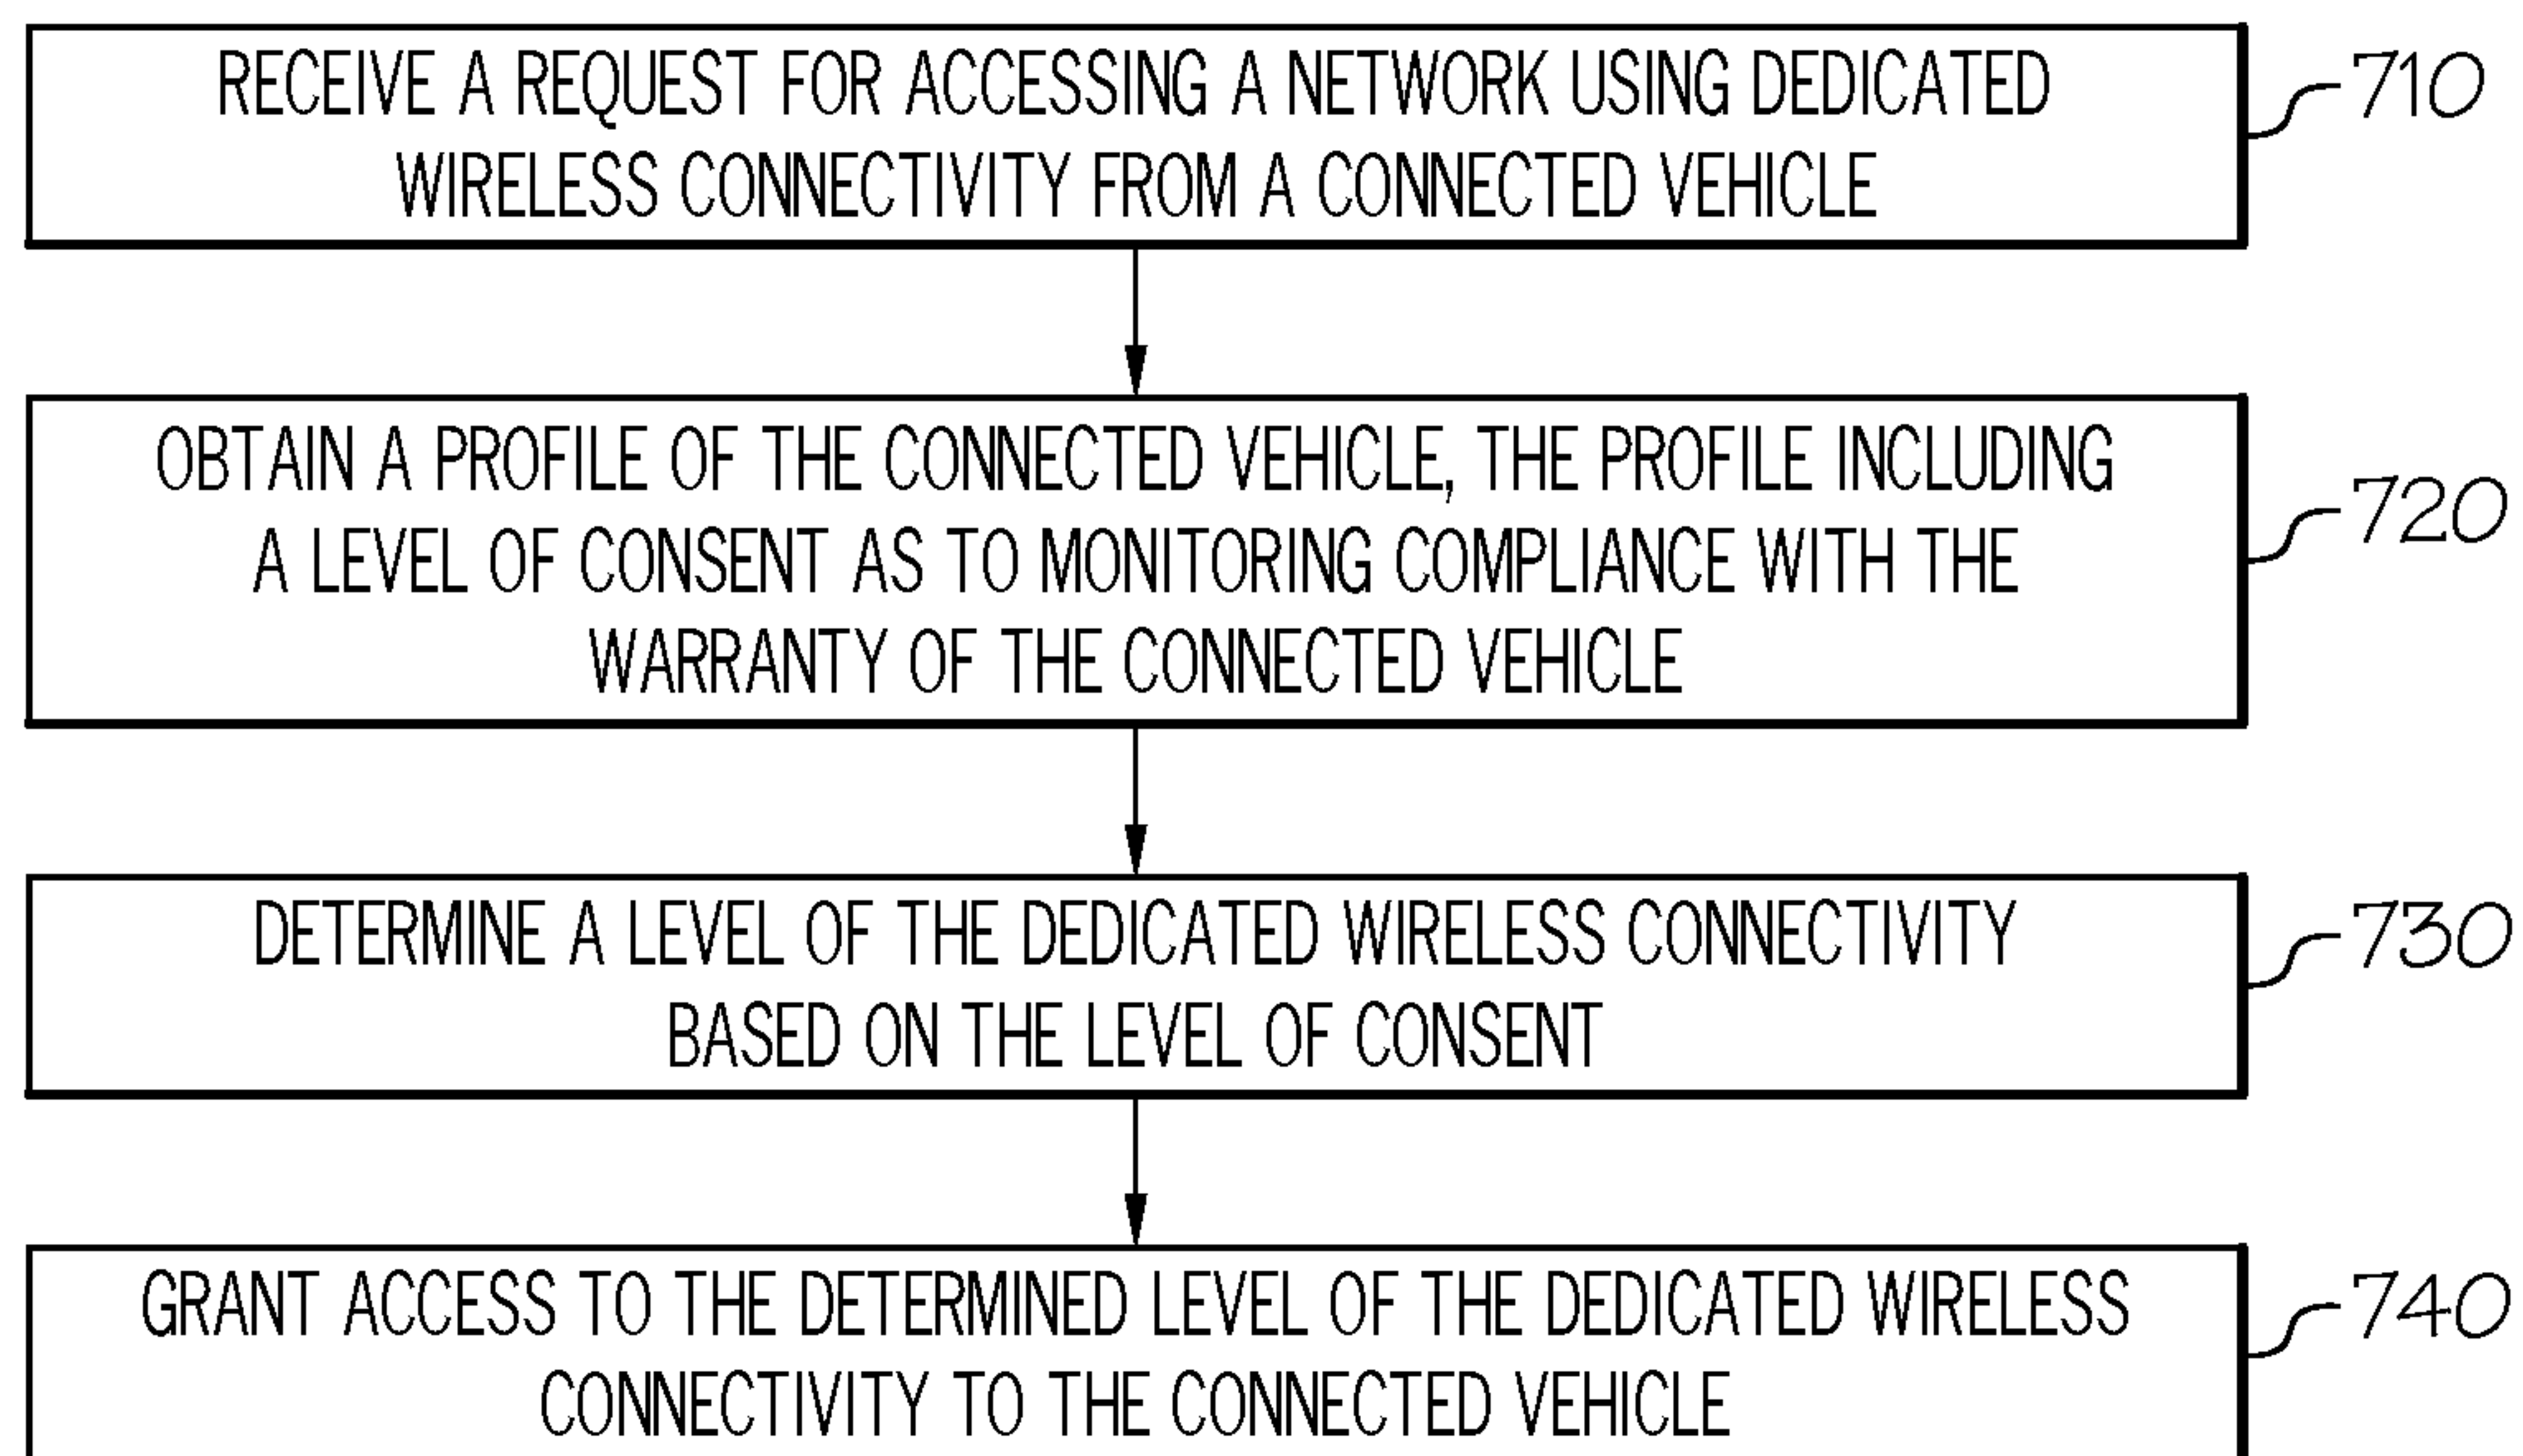 RECEIVE A REQUEST FOR ACCESSING A NETWORK USING DEDICATED
WIRELESS CONNECTIVITY FROM A CONNECTED VEHICLE
710
OBTAIN A PROFILE OF THE CONNECTED VEHICLE, THE PROFILE INCLUDING
A LEVEL OF CONSENT AS TO MONITORING COMPLIANCE WITH THE
WARRANTY OF THE CONNECTED VEHICLE
720
DETERMINE A LEVEL OF THE DEDICATED WIRELESS CONNECTIVITY
BASED ON THE LEVEL OF CONSENT
730
GRANT ACCESS TO THE DETERMINED LEVEL OF THE DEDICATED WIRELESS
CONNECTIVITY TO THE CONNECTED VEHICLE
740